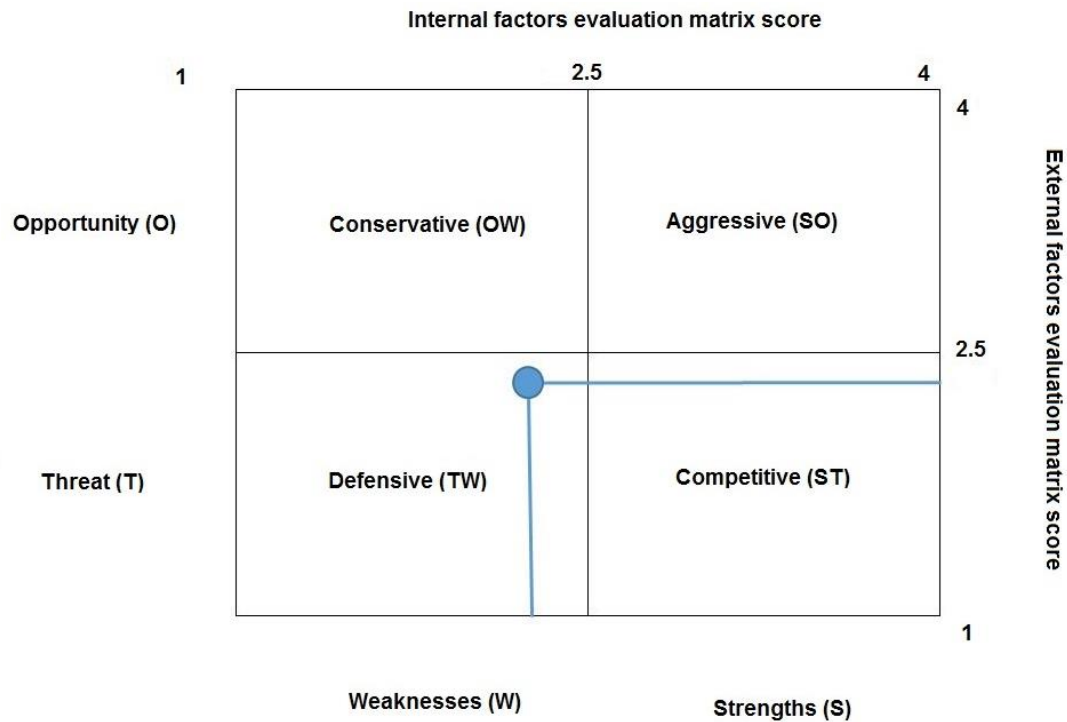 Internal factors evaluation matrix score
1
2.5
4
4
Opportunity (O)
Conservative (OW)
Aggressive (SO)
External factors evaluation matrix score
2.5
Threat (T)
Defensive (TW)
Competitive (ST)
1
Weaknesses (W)
Strengths (S)